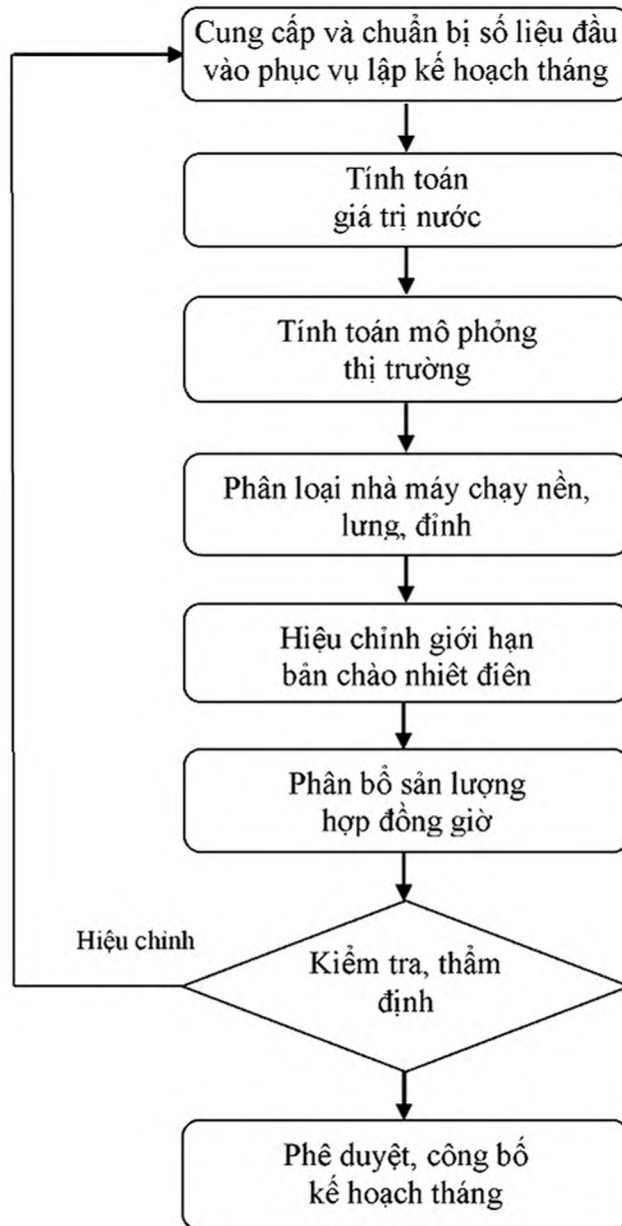 Cung cấp và chuẩn bị số liệu đầu
vào phục vụ lập kế hoạch tháng
Tính toán
giá trị nước
Tính toán mô phỏng
thị trường
Phân loại nhà máy chạy nền,
lưng, đỉnh
Hiệu chỉnh giới hạn
bản chào nhiêt điên
Phân bổ sản lượng
hợp đồng giờ
Hiệu chỉnh
Kiểm tra, thẩm
định
Phê duyệt, công bố
kế hoạch tháng